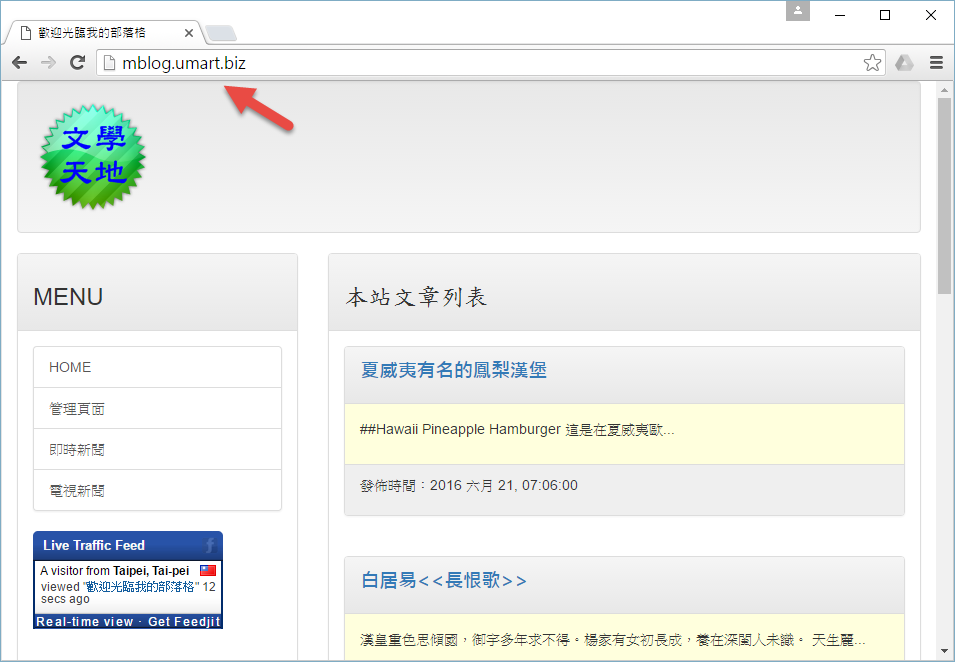 歡迎光臨我的部落格
mblog.umart.biz
文學
天地
MENU
HOME
管理頁面
即時新聞
電視新聞
Live Traffic Feed
A visitor from Taipei, Tai-pei
viewed "歡迎光臨我的部落格" 12
secs ago
Real-time view · Get Feedjit
本站文章列表
夏威夷有名的鳳梨漢堡
##Hawaii Pineapple Hamburger 這是在夏威夷歐...
發佈時間：2016 六月 21, 07:06:00
白居易<<長恨歌>>
漢皇重色思傾國，御宇多年求不得。楊家有女初長成，養在深閨人未識。 天生麗...